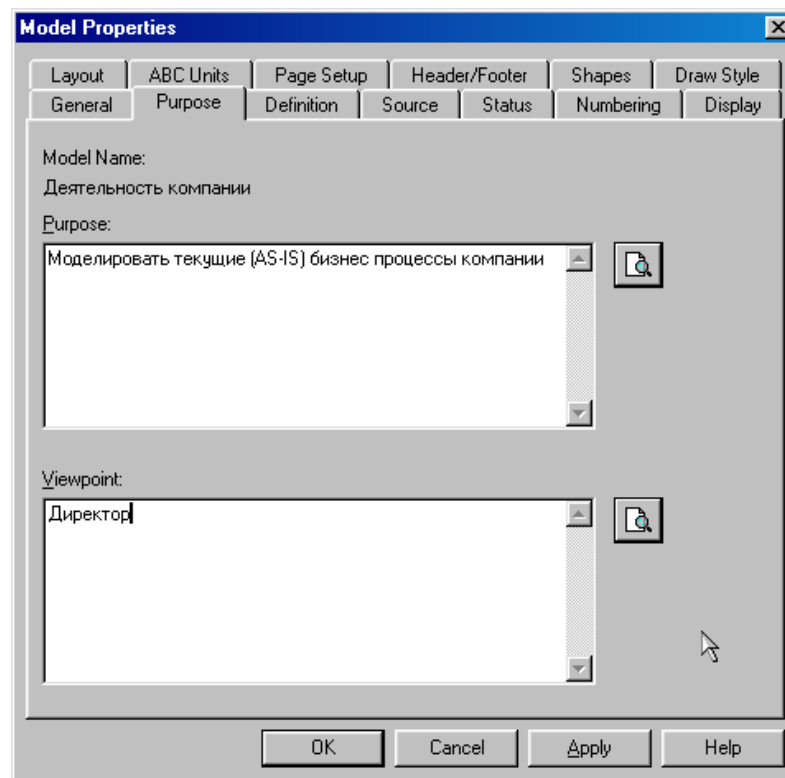 Model Properties
Layout ABC Units Page Setup Header/Footer Shapes Draw Style
General Purpose Definition Source Status Numbering Display
Model Name:
Деятельность компании
Purpose:
Моделировать текущие (AS-IS) бизнес процессы компании
Viewpoint:
Директор
OK Cancel Apply Help